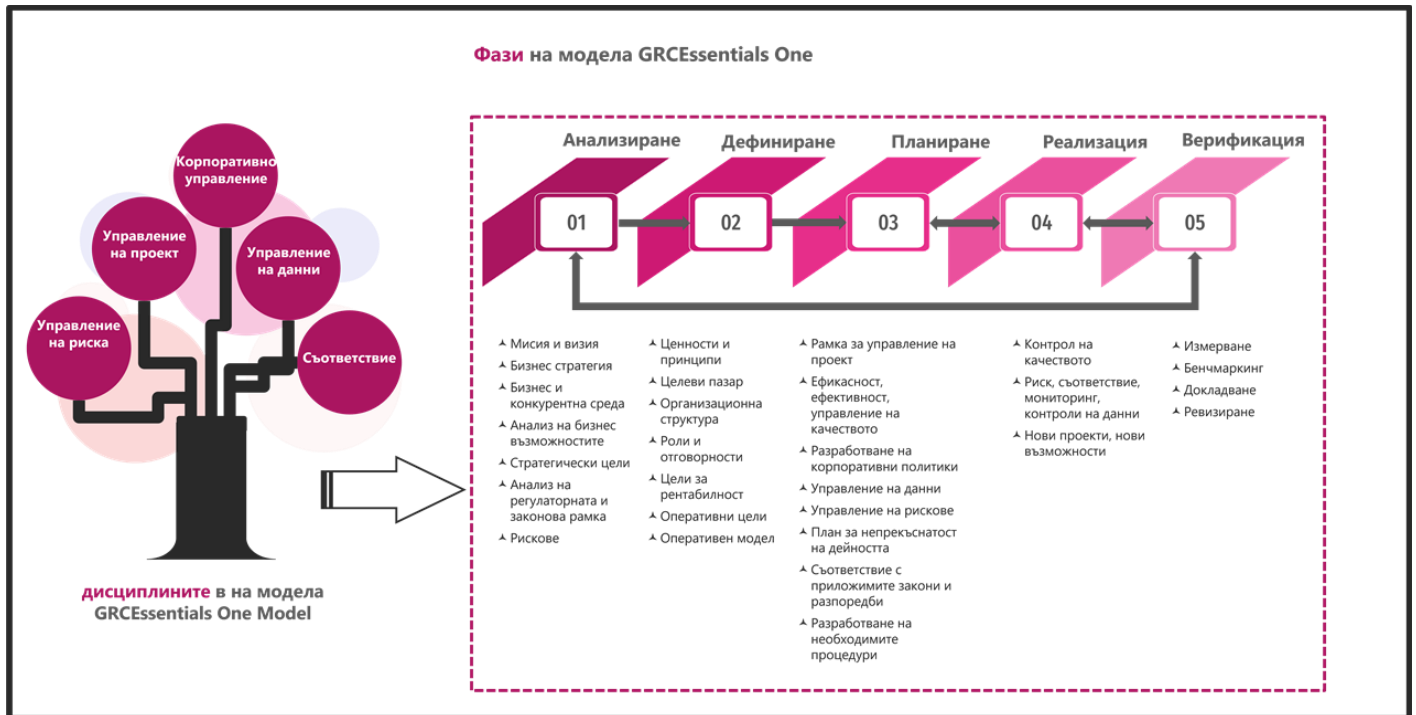 Фази на модела GRCEssentials One
Корпоративно
управление
Управление
на проект
Управление
на данни
Управление
на риска
Съответствие
дисциплините в на модела
GRCEssentials One Model
Анализиране
Дефиниране
Планиране
Реализация
Верификация
01
02
03
04
05
Мисия и визия
Бизнес стратегия
Бизнес и
конкурентна среда
Анализ на бизнес
възможностите
Стратегически цели
Анализ на
регулаторната и
законова рамка
Рискове
Ценности и
принципи
Целеви пазар
Организационна
структура
Роли и
отговорности
Цели за
рентабилност
Оперативни цели
Оперативен модел
Рамка за управление на
проект
Ефикасност,
ефективност,
управление на
качеството
Разработване на
корпоративни политики
Управление на данни
Управление на рискове
План за непрекъснатост
на дейността
Съответствие с
приложимите закони и
разпоредби
Разработване на
необходимите
процедури
Контрол на
качеството
Риск, съответствие,
мониторинг,
контроли на данни
Нови проекти, нови
възможности
Измерване
Бенчмаркинг
Докладване
Ревизиране